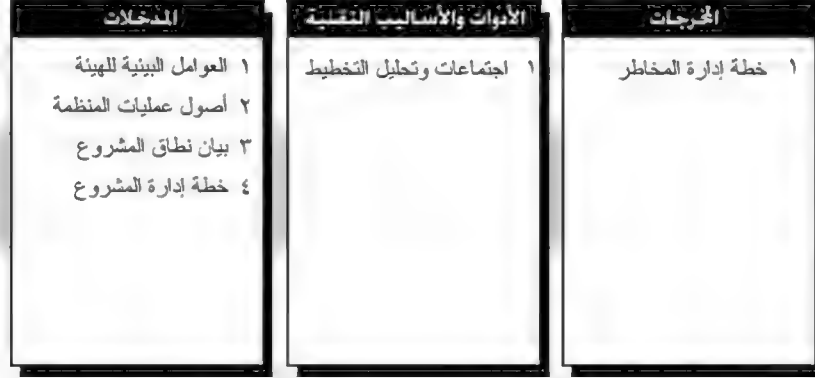 المدخلات
١ العوامل البيئية للهيئة
٢ أصول عمليات المنظمة
٣ بيان نطاق المشروع
٤ خطة إدارة المشروع
الأدوات والأساليب التقنية
١ اجتماعات وتحليل التخطيط
المخرجات
١ خطة إدارة المخاطر